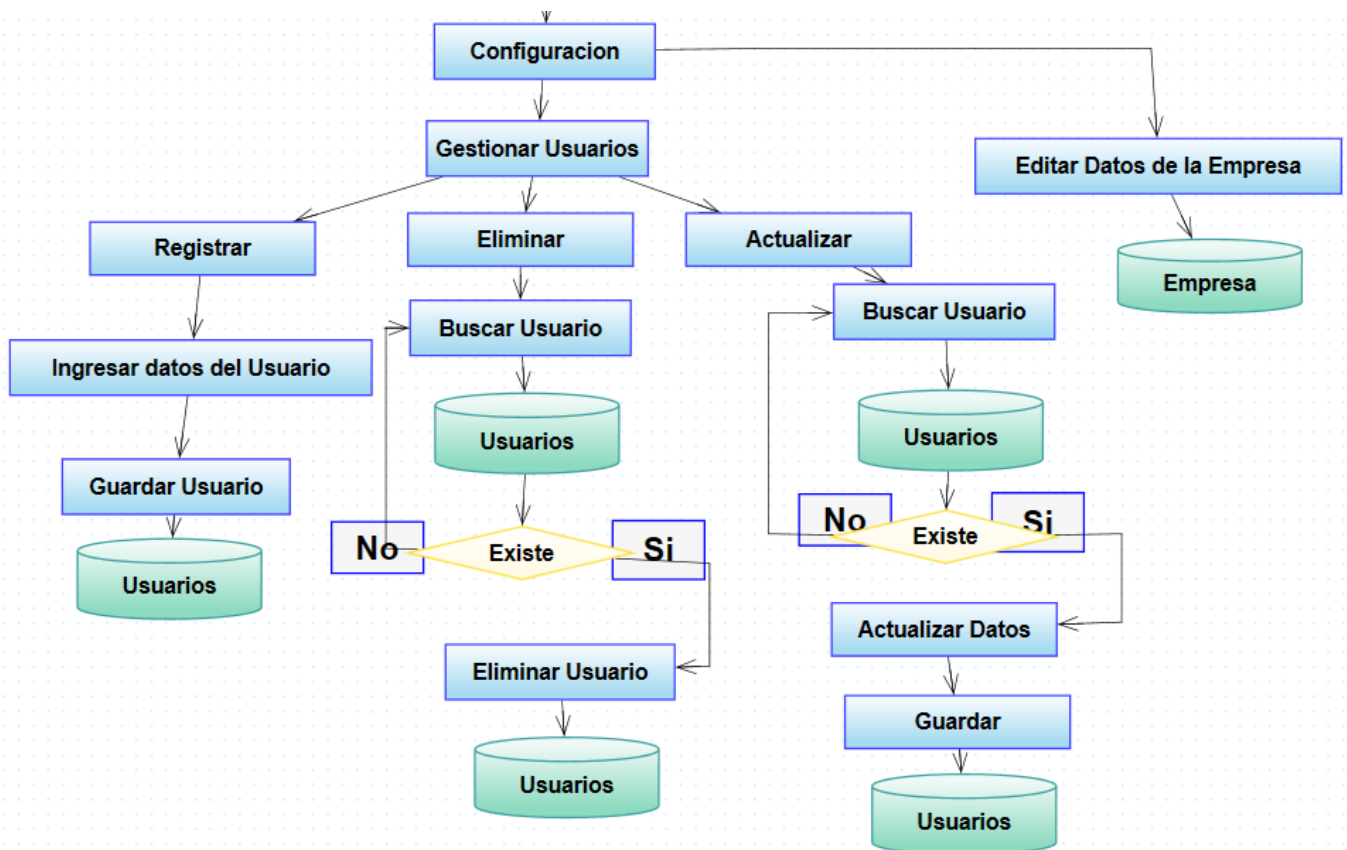 Configuracion
Gestionar Usuarios
Editar Datos de la Empresa
Registrar
Eliminar
Actualizar
Empresa
Buscar Usuario
Buscar Usuario
Ingresar datos del Usuario
Usuarios
Usuarios
Guardar Usuario
No
Existe
Si
No
Existe
Si
Usuarios
Actualizar Datos
Eliminar Usuario
Guardar
Usuarios
Usuarios